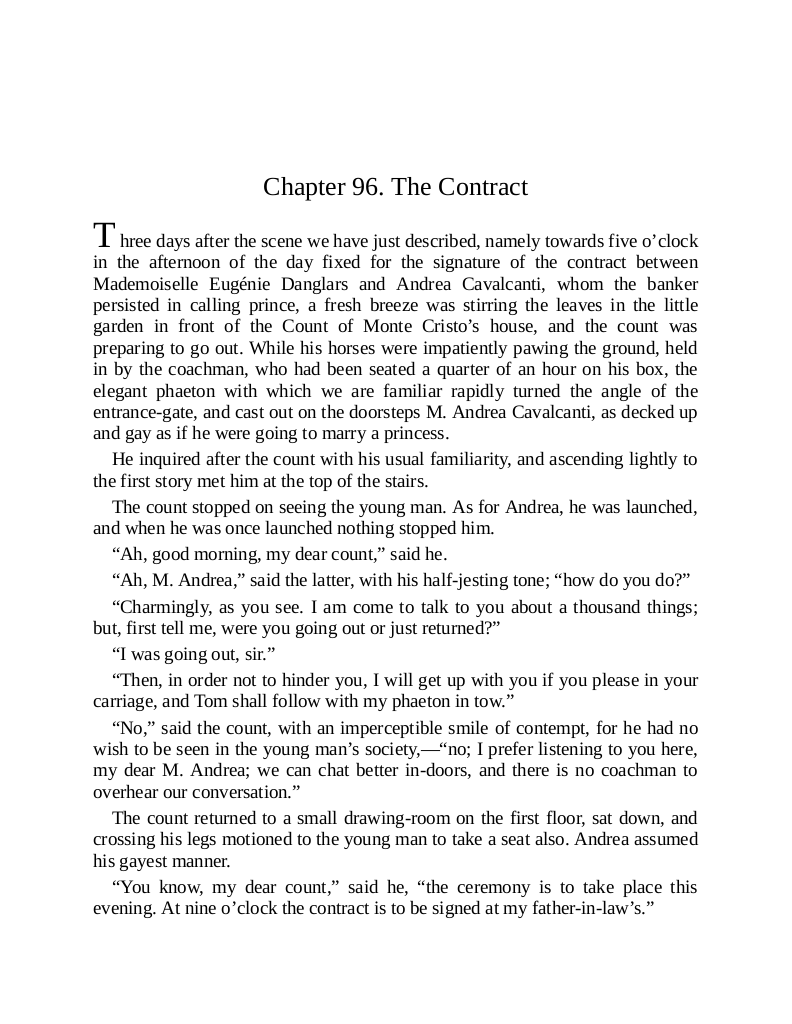 Chapter 96. The Contract
Three days after the scene we have just described, namely towards five o’clock
in the afternoon of the day fixed for the signature of the contract between
Mademoiselle Eugénie Danglars and Andrea Cavalcanti, whom the banker
persisted in calling prince, a fresh breeze was stirring the leaves in the little
garden in front of the Count of Monte Cristo’s house, and the count was
preparing to go out. While his horses were impatiently pawing the ground, held
in by the coachman, who had been seated a quarter of an hour on his box, the
elegant phaeton with which we are familiar rapidly turned the angle of the
entrance-gate, and cast out on the doorsteps M. Andrea Cavalcanti, as decked up
and gay as if he were going to marry a princess.
He inquired after the count with his usual familiarity, and ascending lightly to
the first story met him at the top of the stairs.
The count stopped on seeing the young man. As for Andrea, he was launched,
and when he was once launched nothing stopped him.
“Ah, good morning, my dear count,” said he.
“Ah, M. Andrea,” said the latter, with his half-jesting tone; “how do you do?”
“Charmingly, as you see. I am come to talk to you about a thousand things;
but, first tell me, were you going out or just returned?”
“I was going out, sir.”
“Then, in order not to hinder you, I will get up with you if you please in your
carriage, and Tom shall follow with my phaeton in tow.”
“No,” said the count, with an imperceptible smile of contempt, for he had no
wish to be seen in the young man’s society,—“no; I prefer listening to you here,
my dear M. Andrea; we can chat better in-doors, and there is no coachman to
overhear our conversation.”
The count returned to a small drawing-room on the first floor, sat down, and
crossing his legs motioned to the young man to take a seat also. Andrea assumed
his gayest manner.
“You know, my dear count,” said he, “the ceremony is to take place this
evening. At nine o’clock the contract is to be signed at my father-in-law’s.”